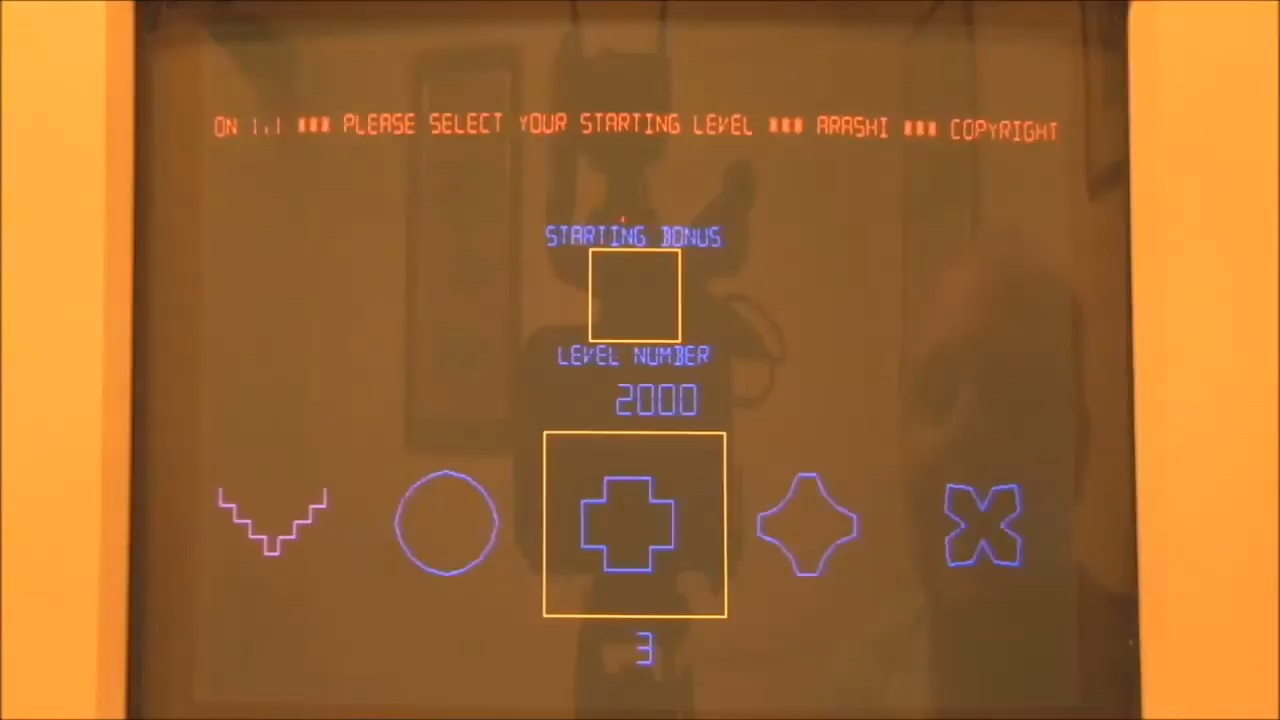 ON 1.1 *** PLEASE SELECT YOUR STARTING LEVEL *** ARASHI *** COPYRIGHT
STARTING BONUS
LEVEL NUMBER
2000
3